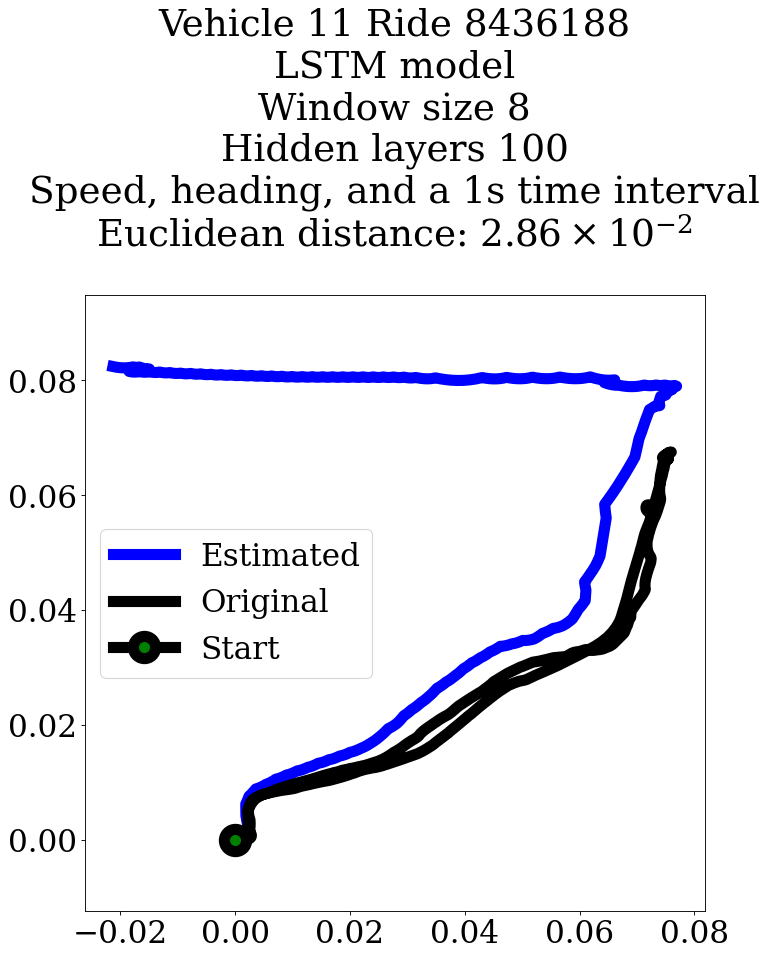 Vehicle 11 Ride 8436188
LSTM model
Window size 8
Hidden layers 100
Speed, heading, and a 1s time interval
Euclidean distance: 2.86 × 10⁻²
0.08
0.06
0.04
0.02
0.00
Estimated
Original
Start
−0.02 0.00 0.02 0.04 0.06 0.08